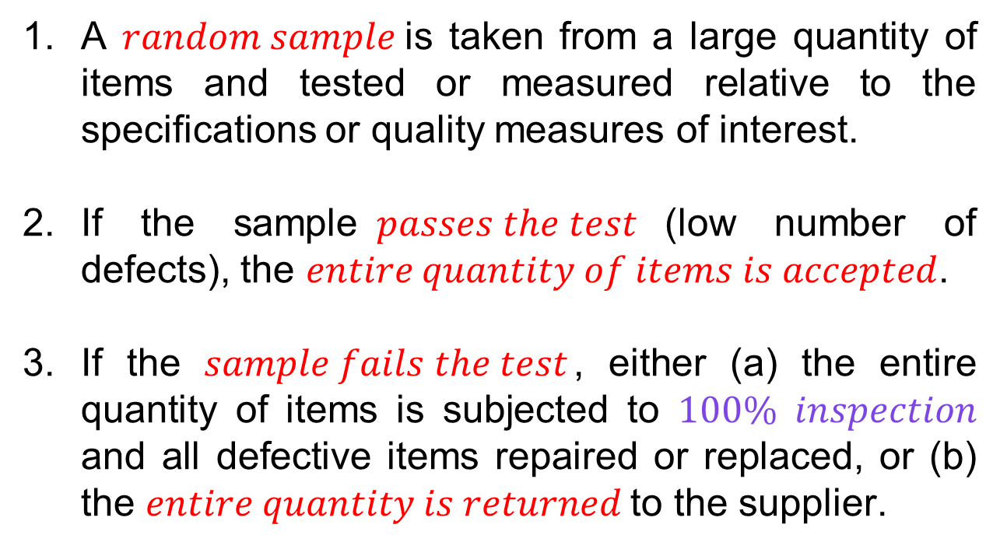 1. A random sample is taken from a large quantity of
items and tested or measured relative to the
specifications or quality measures of interest.
2. If the sample passes the test (low number of
defects), the entire quantity of items is accepted.
3. If the sample fails the test, either (a) the entire
quantity of items is subjected to 100% inspection
and all defective items repaired or replaced, or (b)
the entire quantity is returned to the supplier.